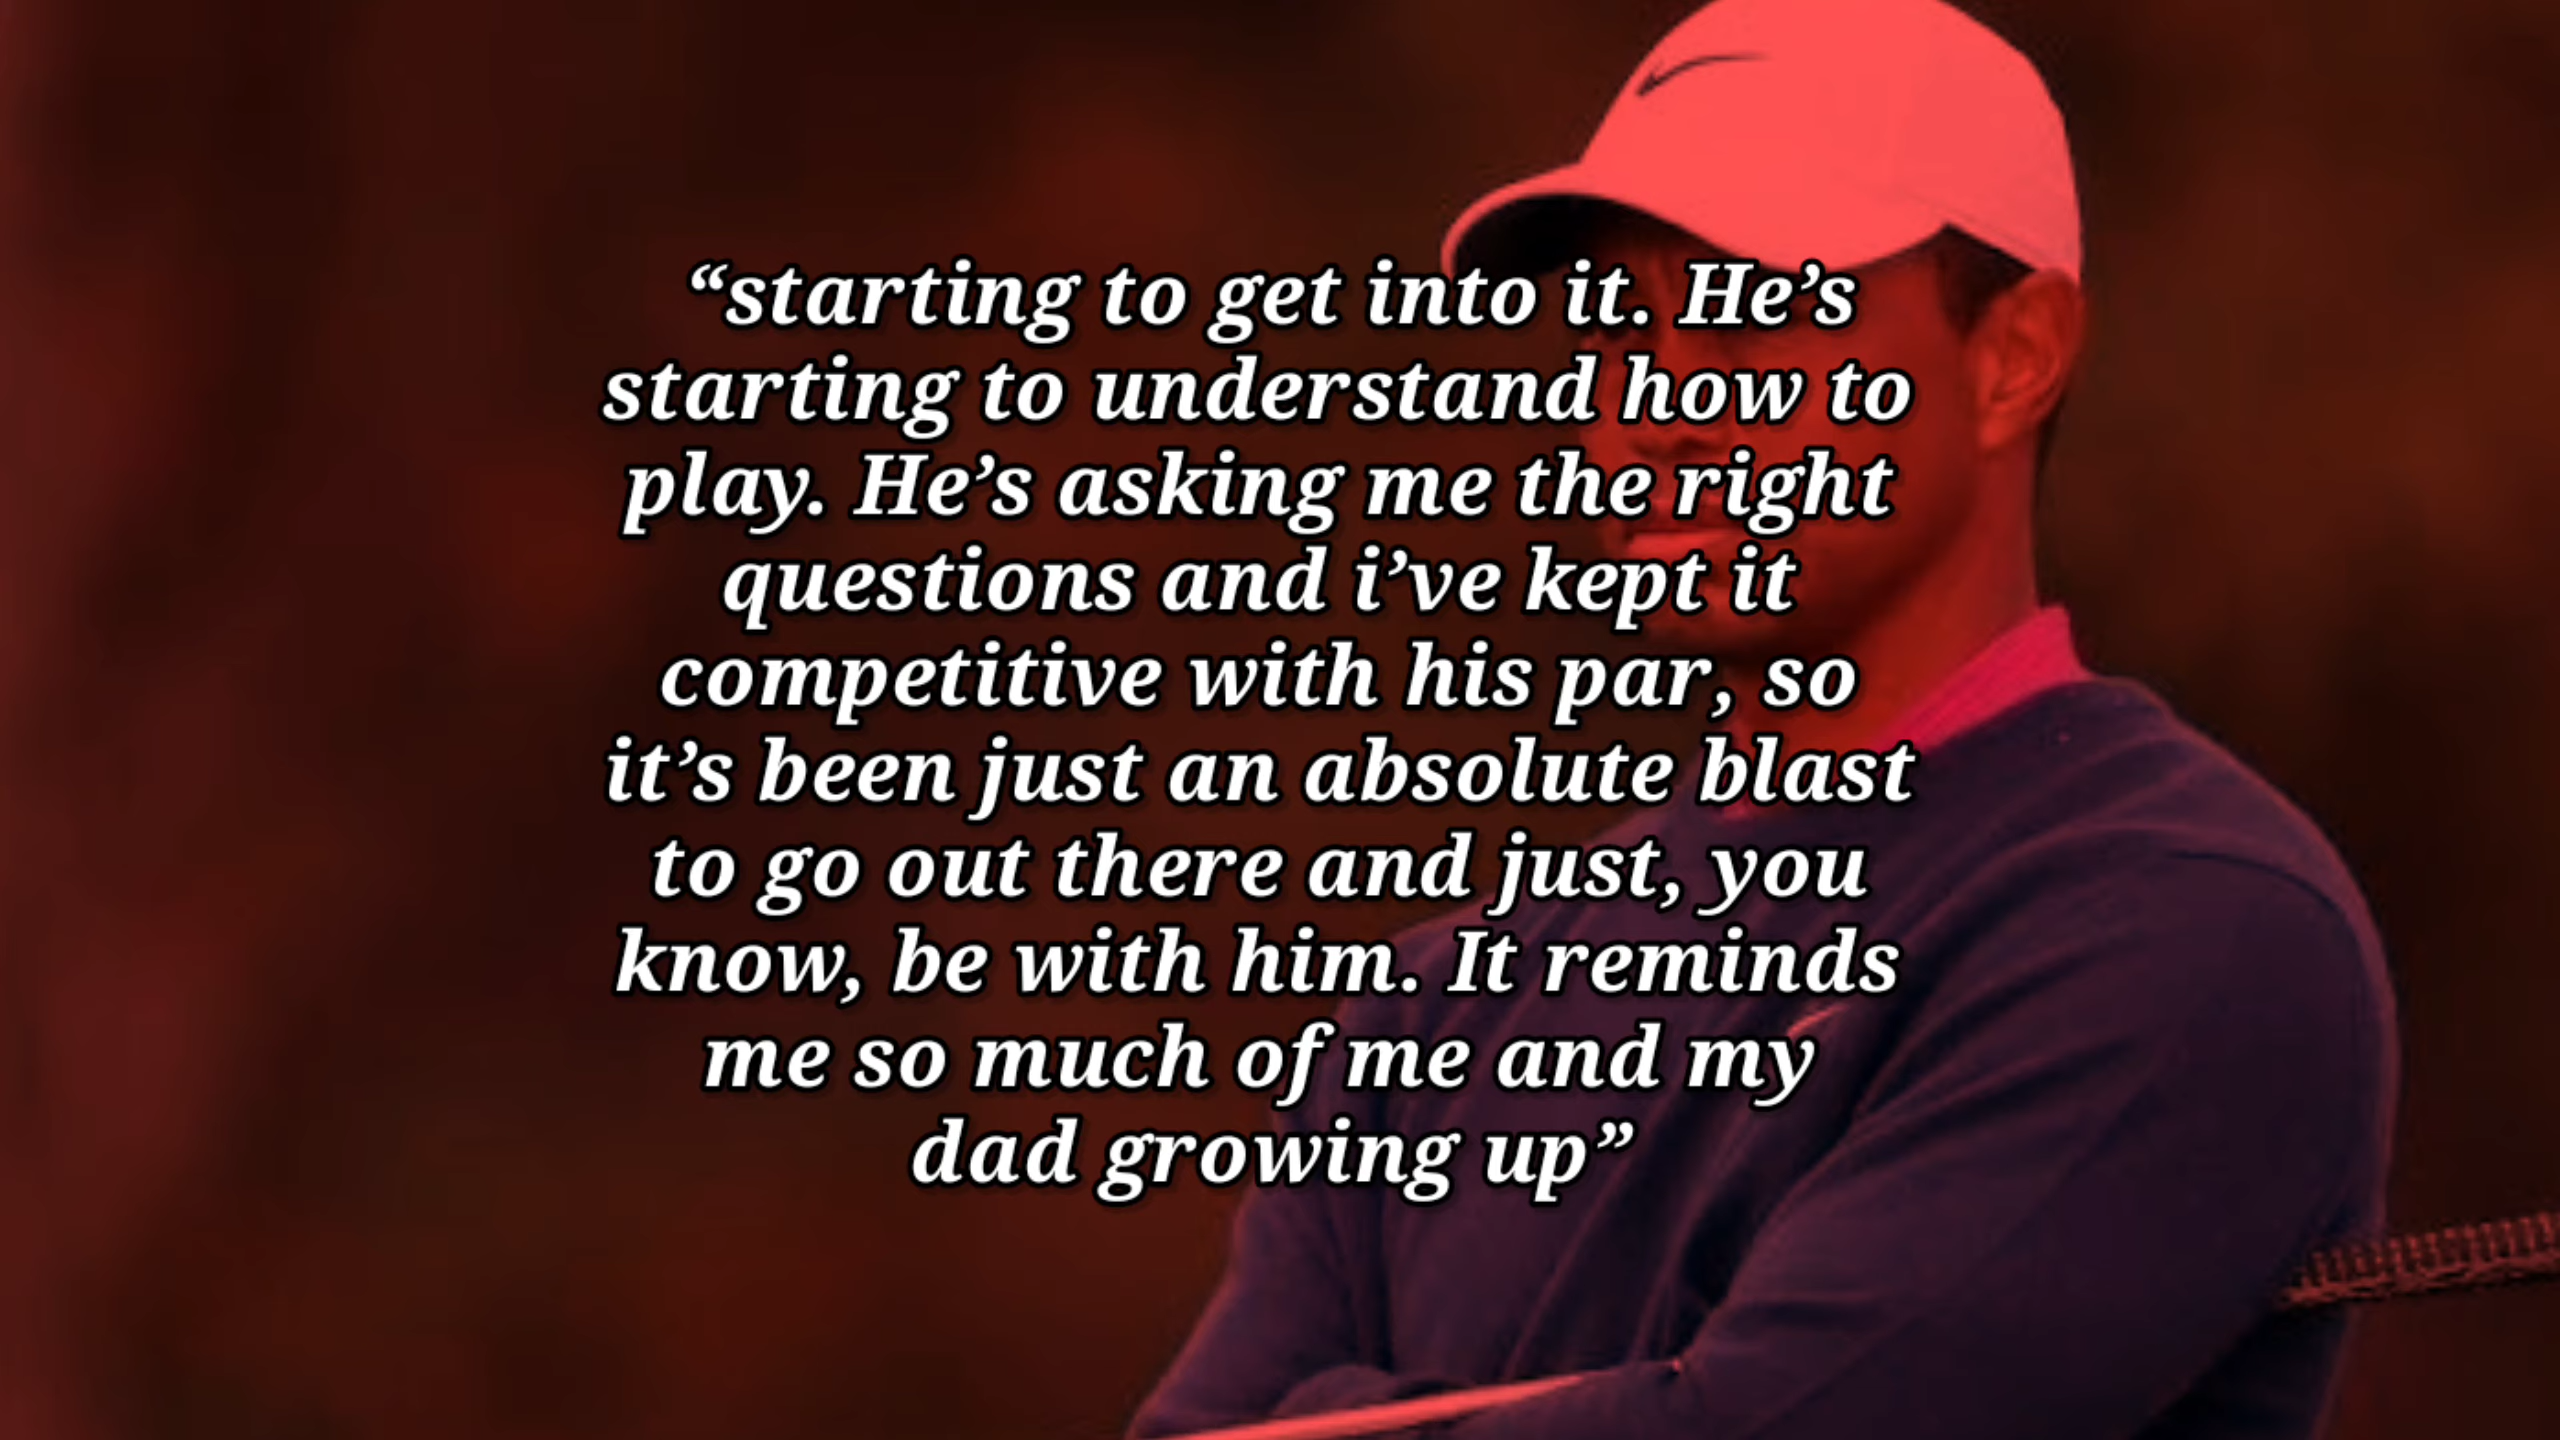 “starting to get into it. He’s
starting to understand how to
play. He’s asking me the right
questions and i’ve kept it
competitive with his par, so
it’s been just an absolute blast
to go out there and just, you
know, be with him. It reminds
me so much of me and my
dad growing up”